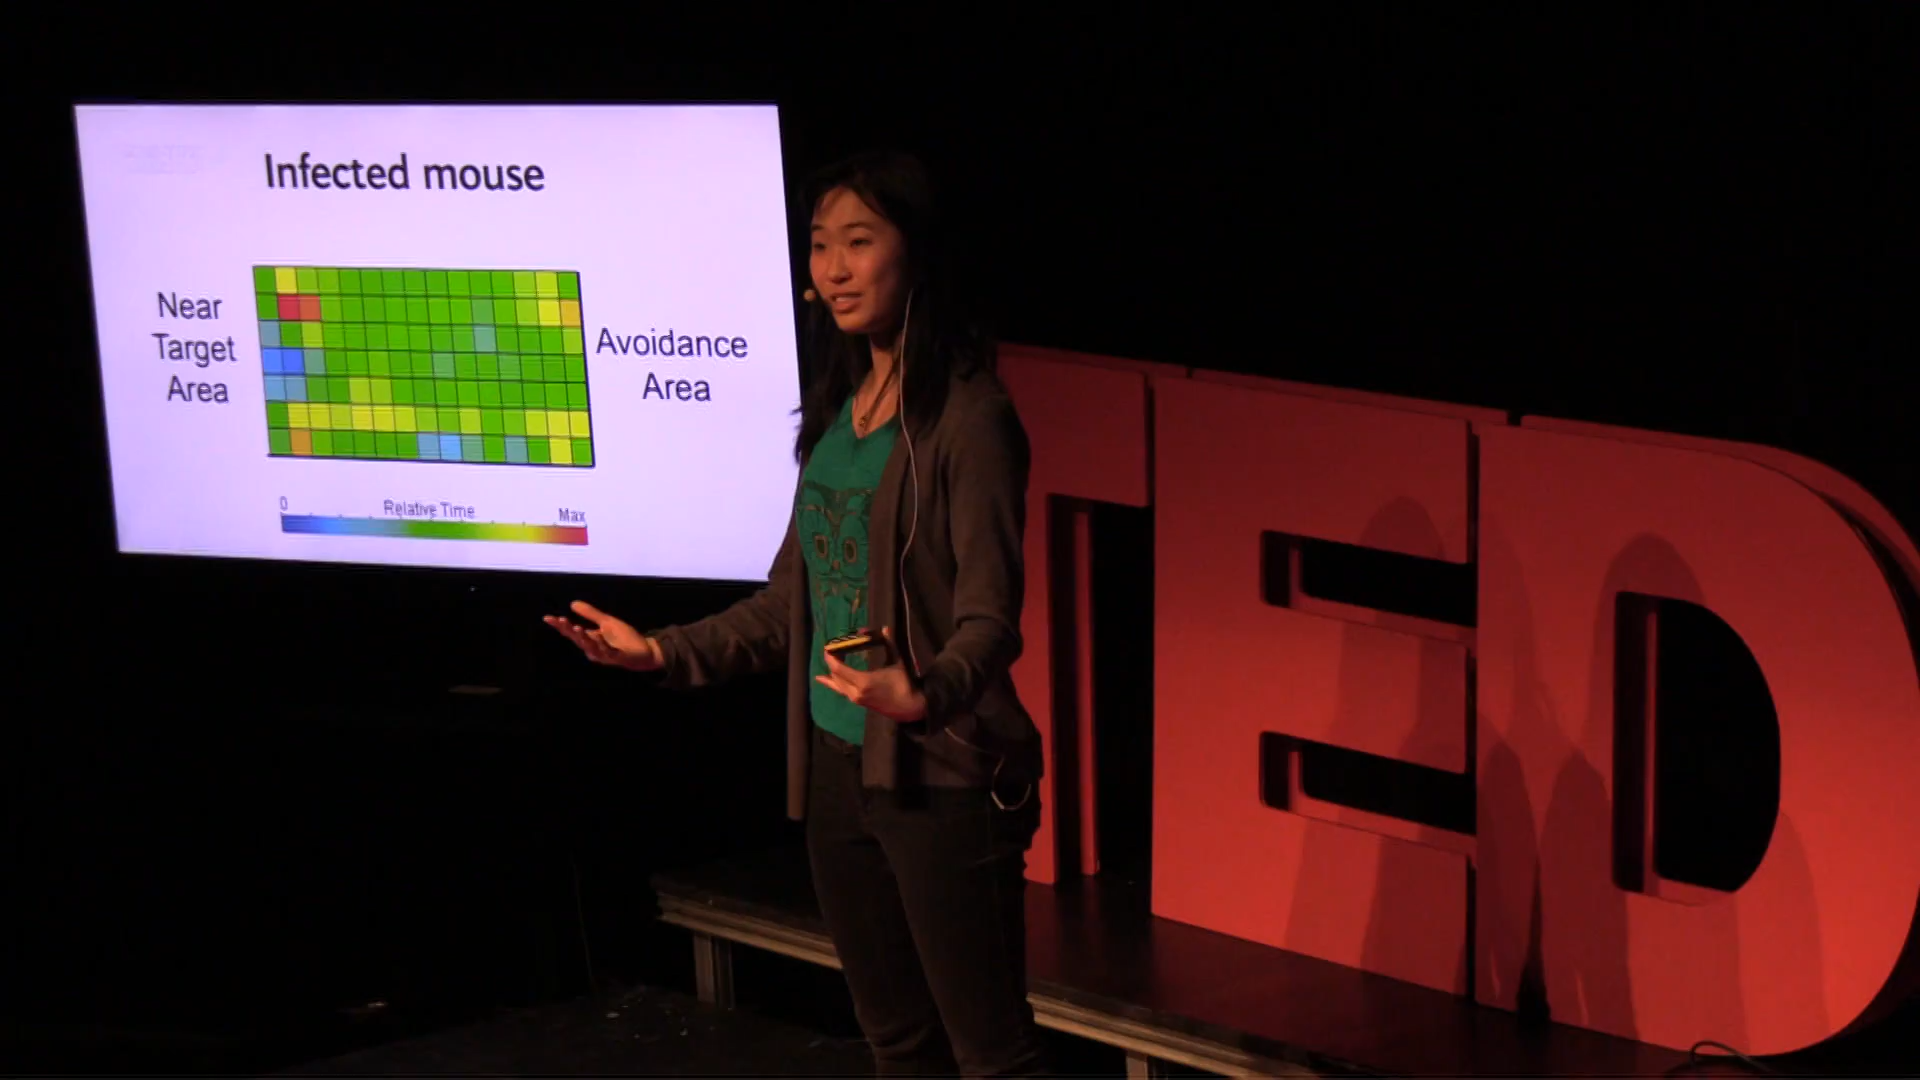 Infected mouse
Near
Target
Area
Avoidance
Area
0
Relative Time
Max
TED